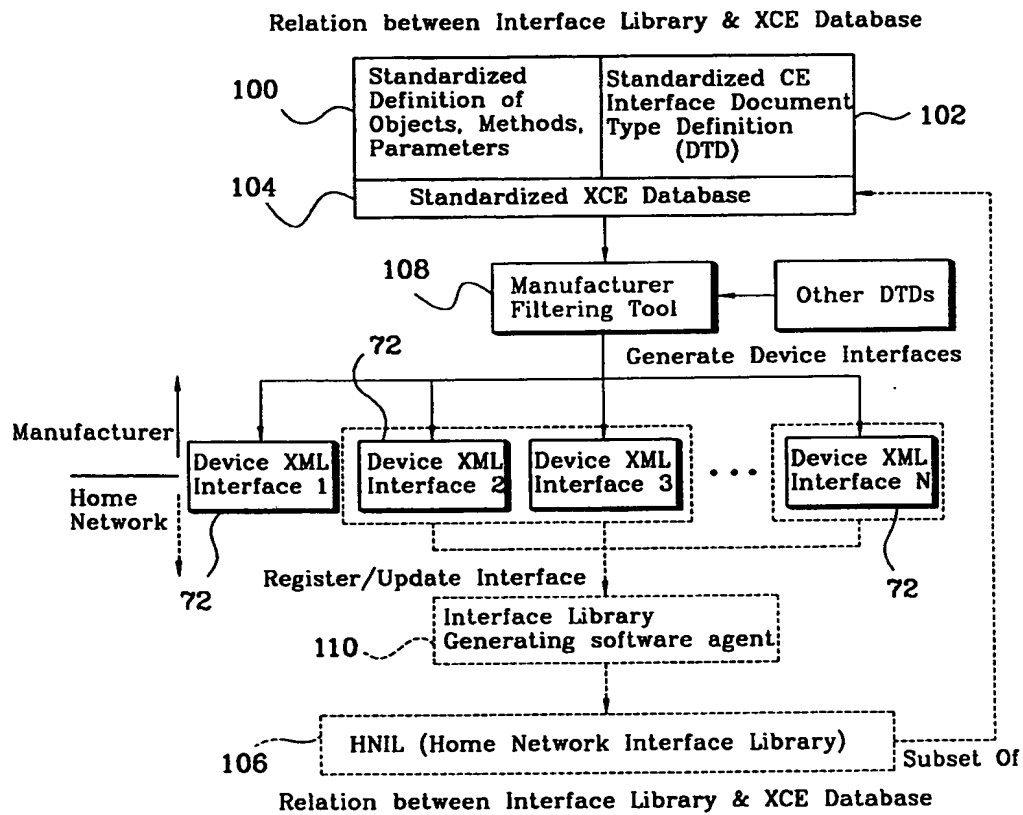 Relation between Interface Library & XCE Database
100
Standardized
Definition of
Objects, Methods,
Parameters
Standardized CE
Interface Document
Type Definition
(DTD)
102
104
Standardized XCE Database
108
Manufacturer
Filtering Tool
Other DTDs
72
Generate Device Interfaces
Manufacturer
Home
Network
Device XML
Interface 1
Device XML
Interface 2
Device XML
Interface 3
Device XML
Interface N
72
72
Register/Update Interface
110
Interface Library
Generating software agent
106
HNIL (Home Network Interface Library)
Subset Of
Relation between Interface Library & XCE Database